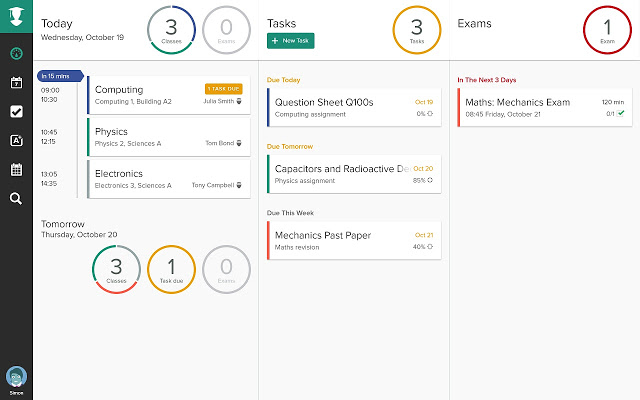 Today
Wednesday, October 19
3
Classes
0
Exams
In 15 mins
09:00
10:30
Computing
1 TASK DUE
Computing 1, Building A2
Julia Smith
10:45
12:15
Physics
Physics 2, Sciences A
Tom Bond
13:05
14:35
Electronics
Electronics 3, Sciences A
Tony Campbell
Tomorrow
Thursday, October 20
3
Classes
1
Task due
0
Exams
Tasks
+ New Task
3
Tasks
Due Today
Question Sheet Q100s
Oct 19
Computing assignment
0%
Due Tomorrow
Capacitors and Radioactive De
Oct 20
Physics assignment
85%
Due This Week
Mechanics Past Paper
Oct 21
Maths revision
40%
Exams
1
Exam
In The Next 3 Days
Maths: Mechanics Exam
120 min
08:45 Friday, October 21
0/1
Simon